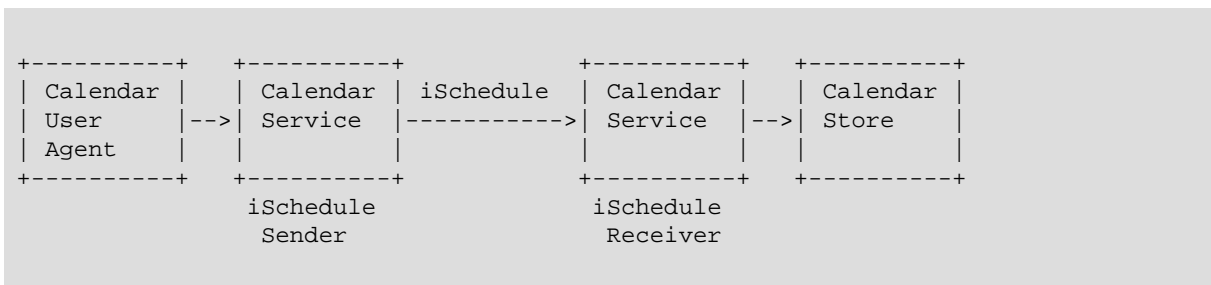 +----------+   +----------+             +----------+   +----------+
| Calendar |   | Calendar | iSchedule   | Calendar |   | Calendar |
| User     |-->| Service  |------------>| Service  |-->| Store    |
| Agent    |   |          |             |          |   |          |
+----------+   +----------+             +----------+   +----------+
                iSchedule                iSchedule
                 Sender                   Receiver